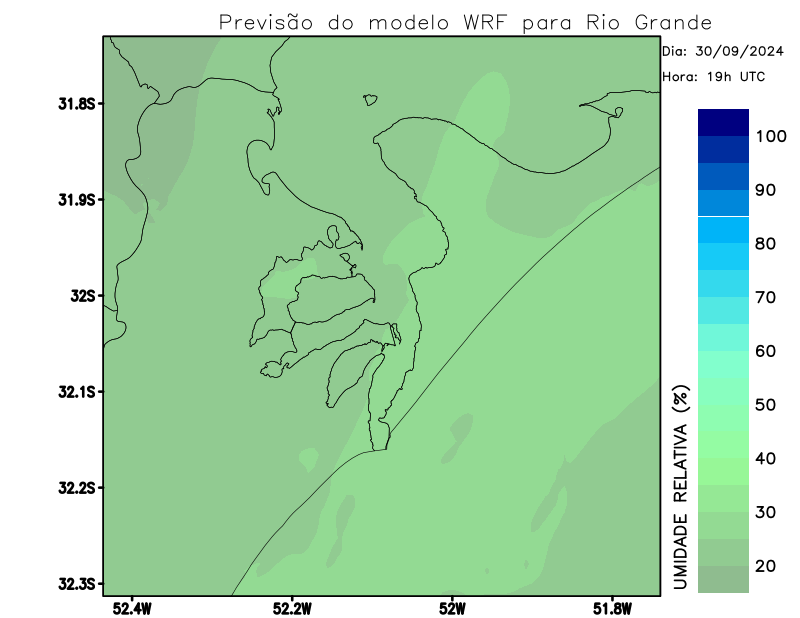 Previsão do modelo WRF para Rio Grande
Dia: 30/09/2024
Hora: 19h UTC
31.8S
31.9S
32S
32.1S
32.2S
32.3S
52.4W
52.2W
52W
51.8W
100
90
80
70
60
50
40
30
20
UMIDADE RELATIVA (%)